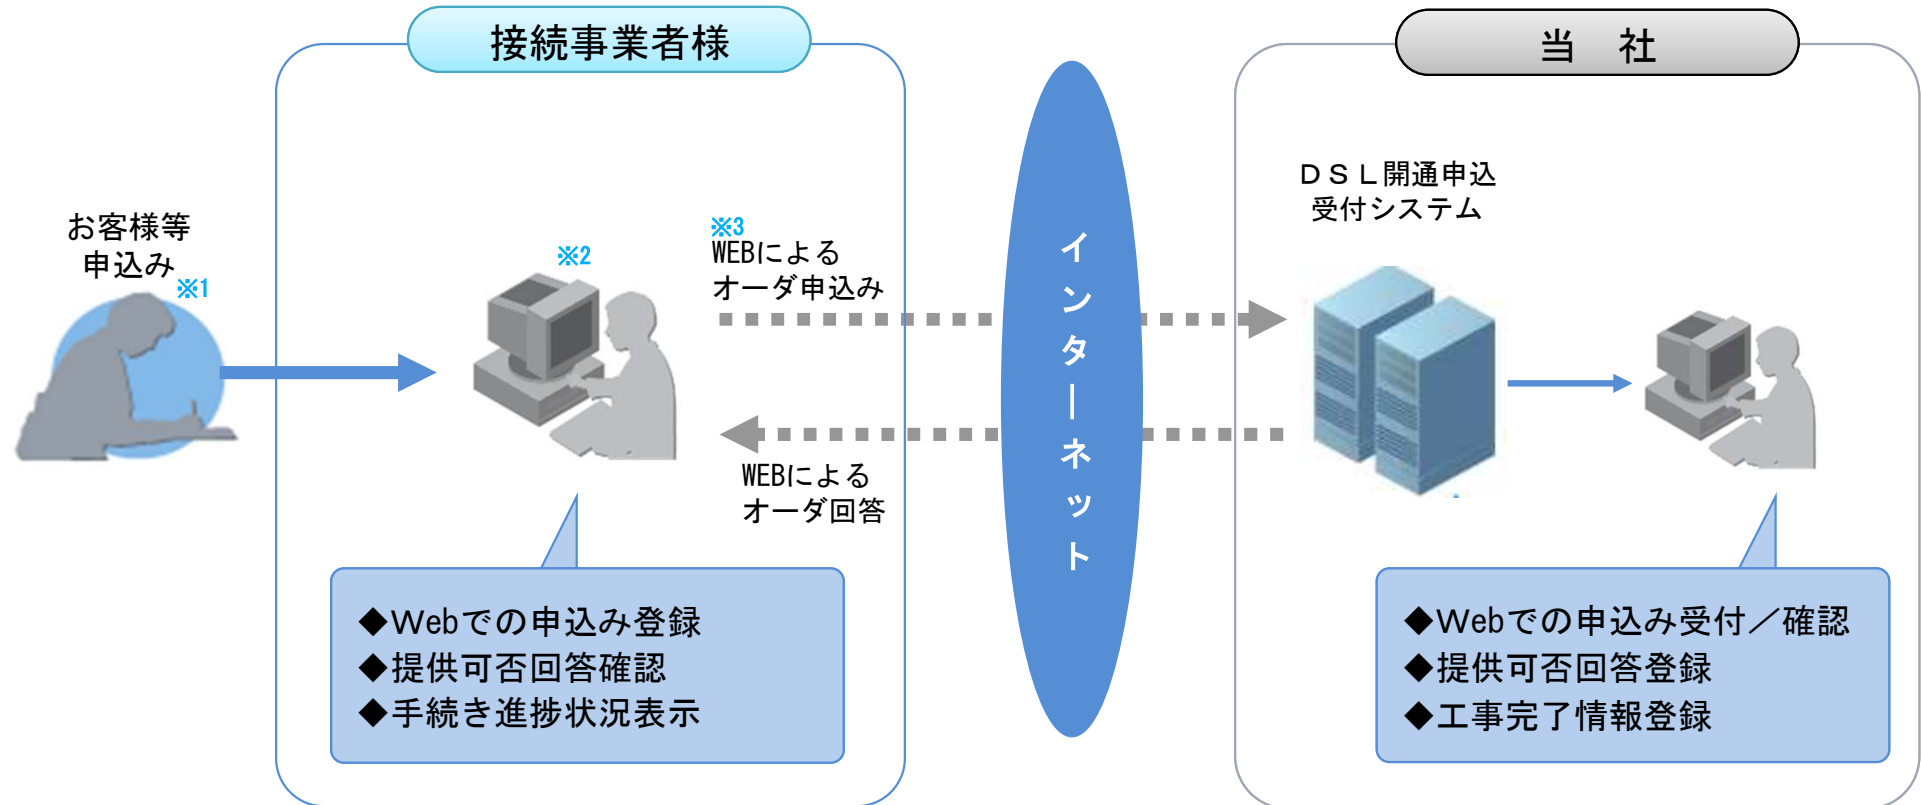 接続事業者様
当　社
お客様等
申込み
※1
※2
※3
WEBによる
オーダ申込み
WEBによる
オーダ回答
インターネット
ＤＳＬ開通申込
受付システム
◆Webでの申込み登録
◆提供可否回答確認
◆手続き進捗状況表示
◆Webでの申込み受付／確認
◆提供可否回答登録
◆工事完了情報登録